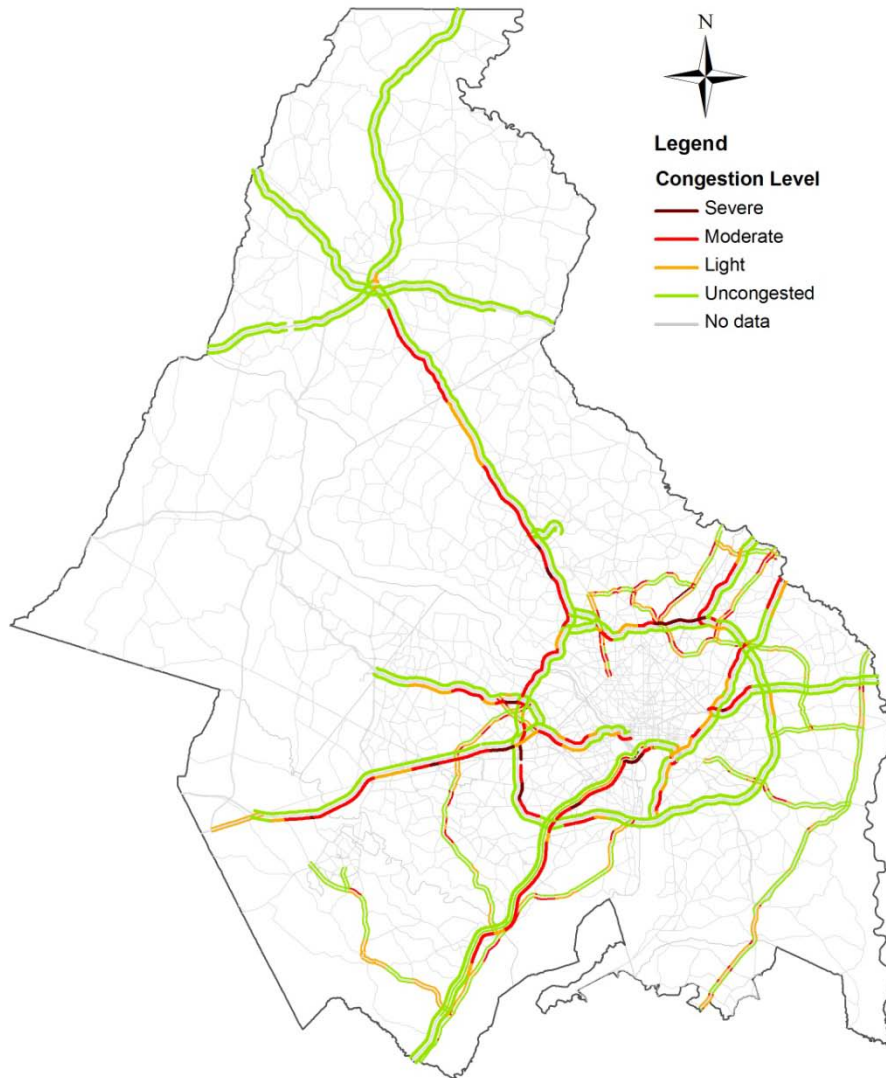 N
Legend
Congestion Level
Severe
Moderate
Light
Uncongested
No data